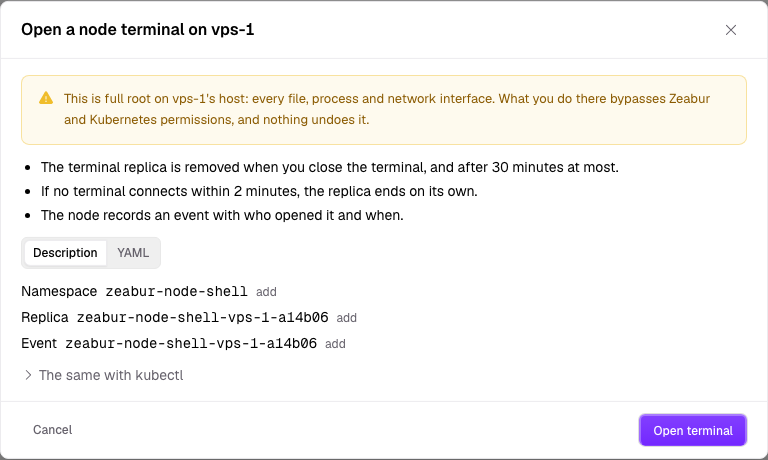 Open a node terminal on vps-1
This is full root on vps-1's host: every file, process and network interface. What you do there bypasses Zeabur
and Kubernetes permissions, and nothing undoes it.
The terminal replica is removed when you close the terminal, and after 30 minutes at most.
If no terminal connects within 2 minutes, the replica ends on its own.
The node records an event with who opened it and when.
Description YAML
Namespace zeabur-node-shell add
Replica zeabur-node-shell-vps-1-a14b06 add
Event zeabur-node-shell-vps-1-a14b06 add
The same with kubectl
Cancel Open terminal